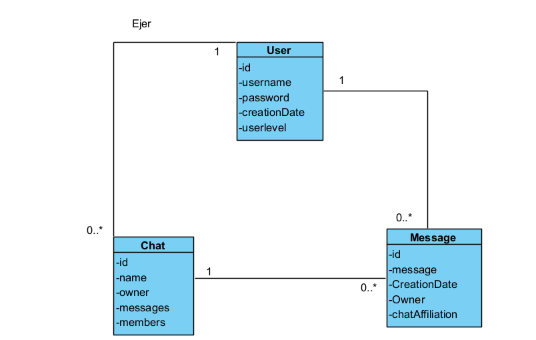 Ejer
1
User
-id
-username
-password
-creationDate
-userlevel
1
0..*
0..*
Chat
-id
-name
-owner
-messages
-members
1
0..*
Message
-id
-message
-CreationDate
-Owner
-chatAffiliation